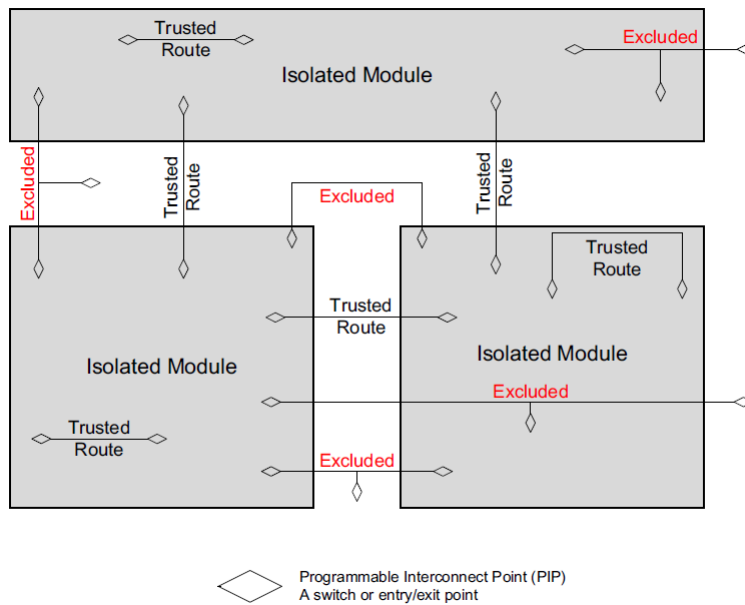 Trusted
Route
Excluded
Isolated Module
Excluded
Trusted
Route
Trusted
Route
Excluded
Trusted
Route
Trusted
Route
Isolated Module
Isolated Module
Excluded
Trusted
Route
Excluded
Programmable Interconnect Point (PIP)
A switch or entry/exit point